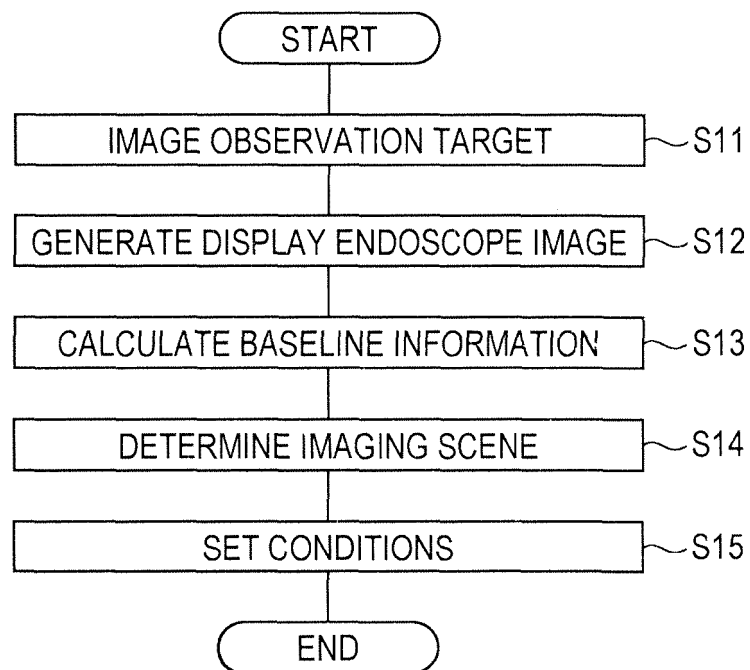 START
IMAGE OBSERVATION TARGET
S11
GENERATE DISPLAY ENDOSCOPE IMAGE
S12
CALCULATE BASELINE INFORMATION
S13
DETERMINE IMAGING SCENE
S14
SET CONDITIONS
S15
END